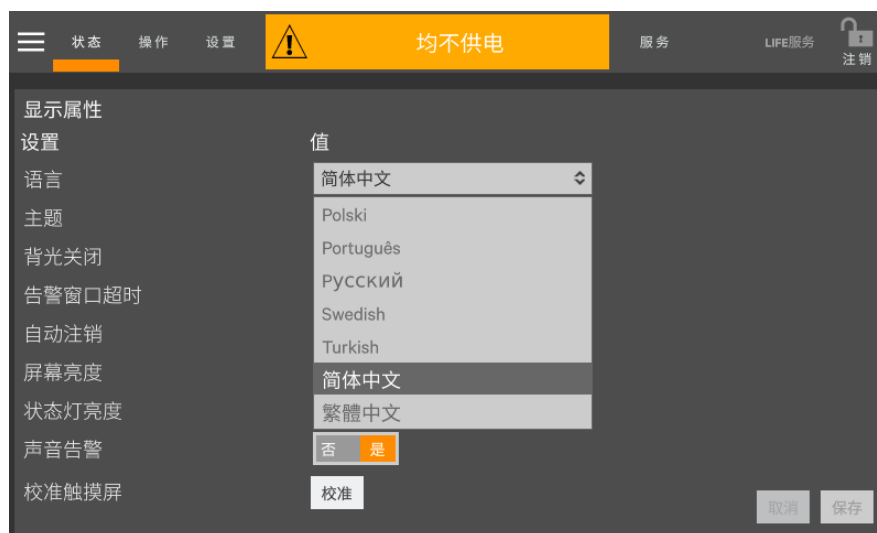 状态 操作 设置 均不供电 服务 LIFE服务 注销
显示属性
设置 值
语言 简体中文
主题 Polski
背光关闭 Português
告警窗口超时 Русский
自动注销 Swedish
Turkish
屏幕亮度 简体中文
状态灯亮度 繁體中文
声音告警 否 是
校准触摸屏 校准
取消 保存